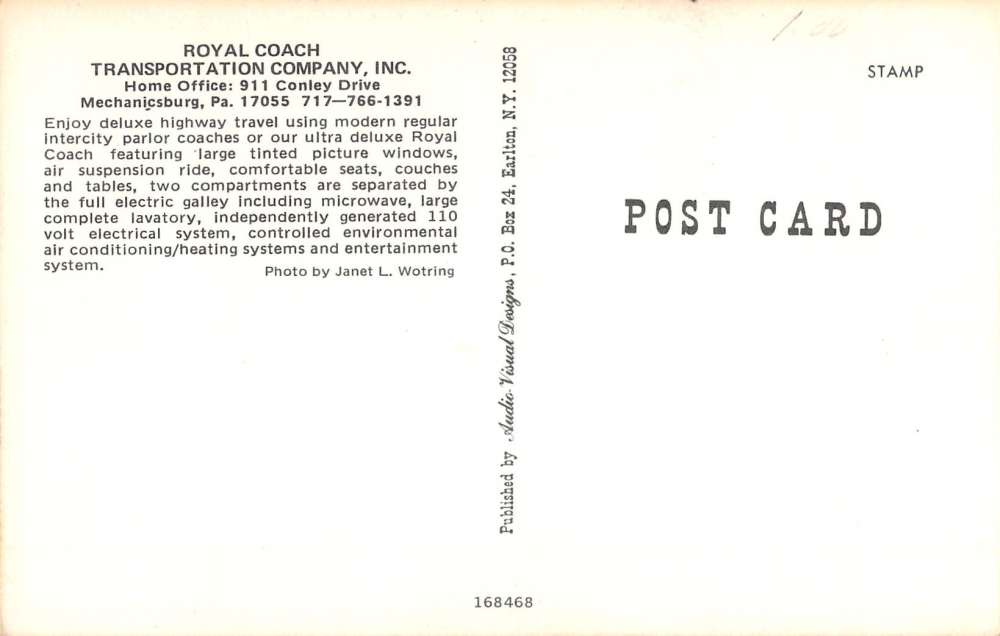 ROYAL COACH
TRANSPORTATION COMPANY, INC.
Home Office: 911 Conley Drive
Mechanicsburg, Pa. 17055 717—766-1391
Enjoy deluxe highway travel using modern regular
intercity parlor coaches or our ultra deluxe Royal
Coach featuring large tinted picture windows,
air suspension ride, comfortable seats, couches
and tables, two compartments are separated by
the full electric galley including microwave, large
complete lavatory, independently generated 110
volt electrical system, controlled environmental
air conditioning/heating systems and entertainment
system.
Photo by Janet L. Wotring
Published by Audio-Visual Designs, P.O. Box 24, Earlton, N.Y. 12058
1.00
STAMP
POST CARD
168468